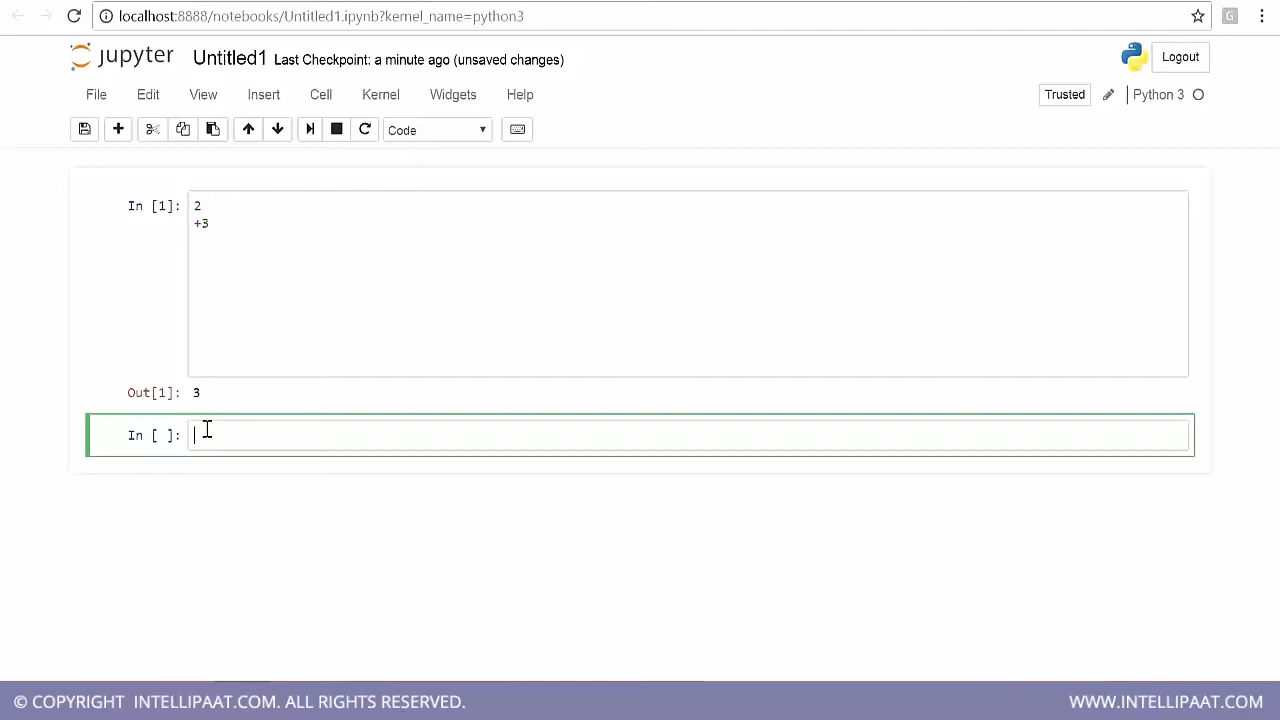 localhost:8888/notebooks/Untitled1.ipynb?kernel_name=python3
G
jupyter Untitled1 Last Checkpoint: a minute ago (unsaved changes)
Logout
File Edit View Insert Cell Kernel Widgets Help
Trusted
Python 3
Code
In [1]: 2
+3
Out[1]: 3
In [ ]:
© COPYRIGHT INTELLIPAAT.COM. ALL RIGHTS RESERVED.
WWW.INTELLIPAAT.COM